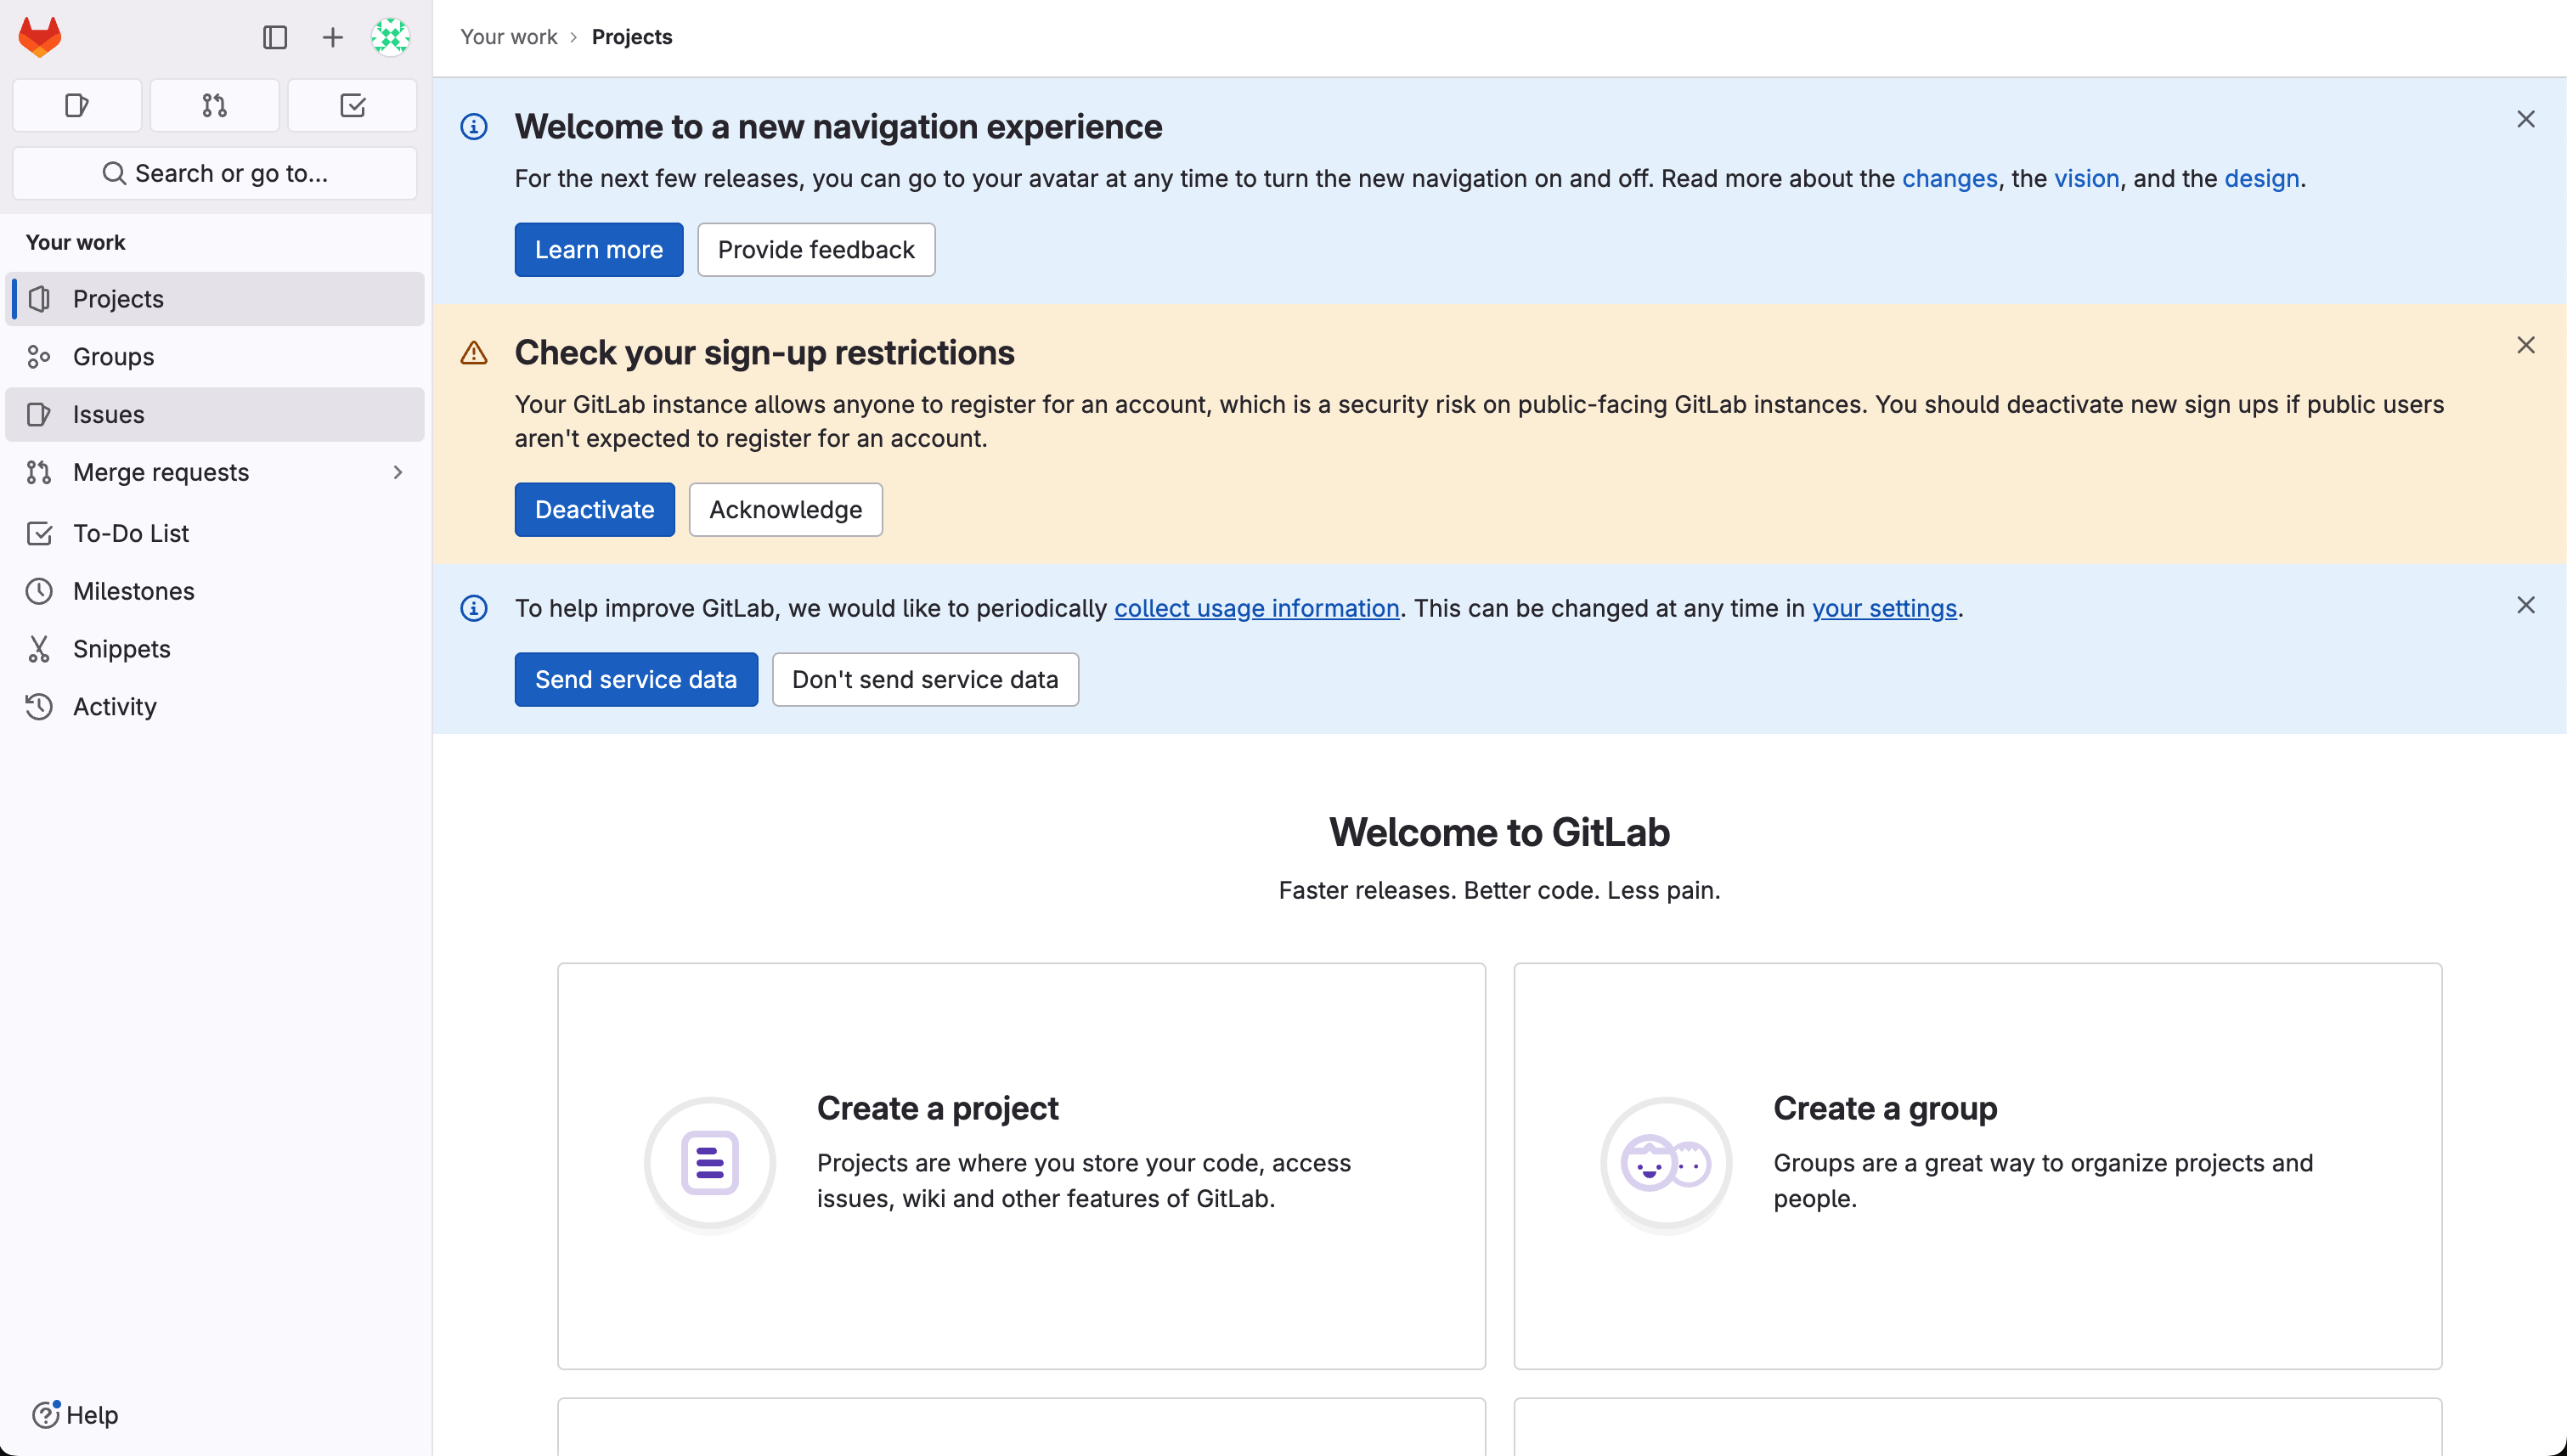 Your work › Projects
Search or go to...
Your work
Projects
Groups
Issues
Merge requests
To-Do List
Milestones
Snippets
Activity
Help
Welcome to a new navigation experience
For the next few releases, you can go to your avatar at any time to turn the new navigation on and off. Read more about the changes, the vision, and the design.
Learn more
Provide feedback
Check your sign-up restrictions
Your GitLab instance allows anyone to register for an account, which is a security risk on public-facing GitLab instances. You should deactivate new sign ups if public users
aren't expected to register for an account.
Deactivate
Acknowledge
To help improve GitLab, we would like to periodically collect usage information. This can be changed at any time in your settings.
Send service data
Don't send service data
Welcome to GitLab
Faster releases. Better code. Less pain.
Create a project
Projects are where you store your code, access
issues, wiki and other features of GitLab.
Create a group
Groups are a great way to organize projects and
people.